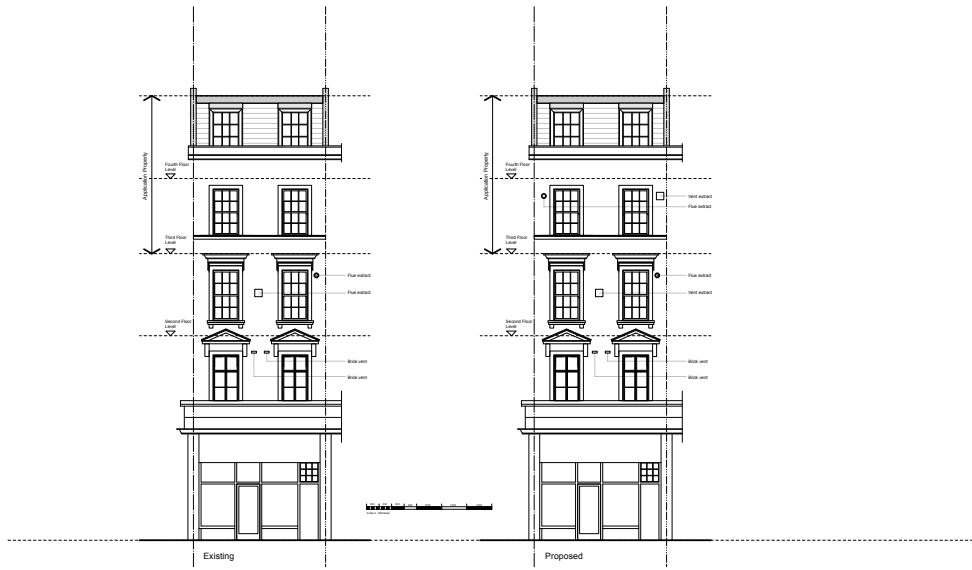 Application Property
Fourth Floor
Level
Third Floor
Level
Flue extract
Flue extract
Second Floor
Level
Brick vent
Brick vent
Existing
Application Property
Fourth Floor
Level
Vent extract
Flue extract
Third Floor
Level
Flue extract
Vent extract
Second Floor
Level
Brick vent
Brick vent
Proposed